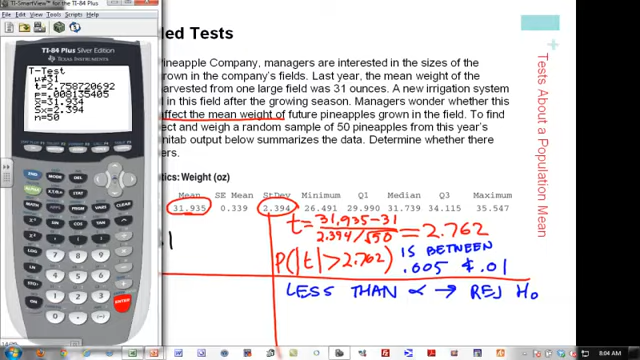 TI-SmartView™ TI-84 Plus
File Edit View Tools Help
TI-84 Plus Silver Edition
TEXAS INSTRUMENTS
T-Test
μ≠31
t=2.758720692
p=.008135405
x̄=31.934
Sx=2.394
n=50
led Tests
Pineapple Company, managers are interested in the sizes of the
rown in the company's fields. Last year, the mean weight of the
harvested from one large field was 31 ounces. A new irrigation system
l in this field after the growing season. Managers wonder whether this
affect the mean weight of future pineapples grown in the field. To find
ect and weigh a random sample of 50 pineapples from this year's
nitab output below summarizes the data. Determine whether there
ers.
tics: Weight (oz)
Mean SE Mean StDev Minimum Q1 Median Q3 Maximum
31.935 0.339 2.394 26.491 29.990 31.739 34.115 35.547
t = 31.935-31 / 2.394/√50 = 2.762
P(|t|>2.762) IS BETWEEN
.005 & .01
LESS THAN α → REJ H₀
Tests About a Population Mean
8:04 AM